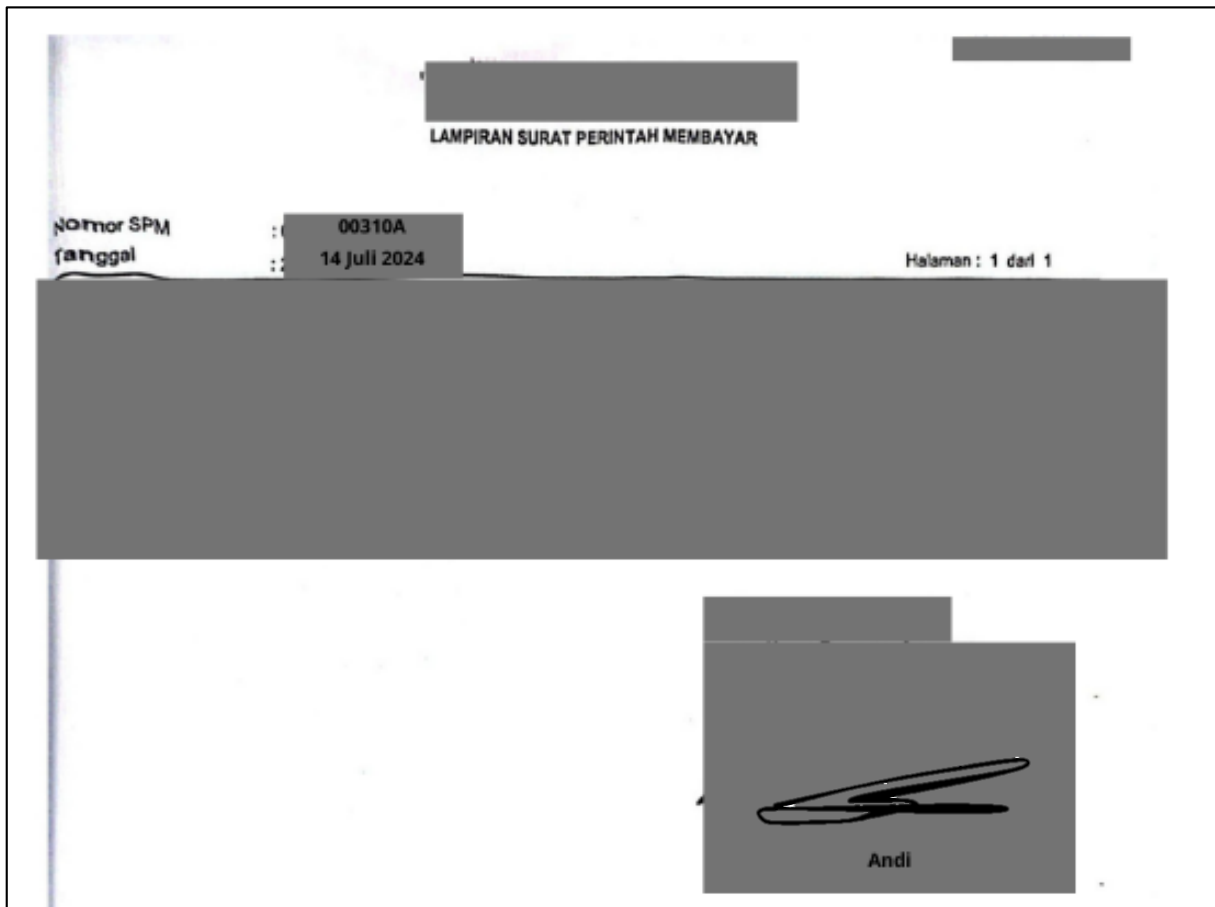 LAMPIRAN SURAT PERINTAH MEMBAYAR
Nomor SPM : 00310A
Tanggal : 14 Juli 2024
Halaman : 1 dari 1
Andi